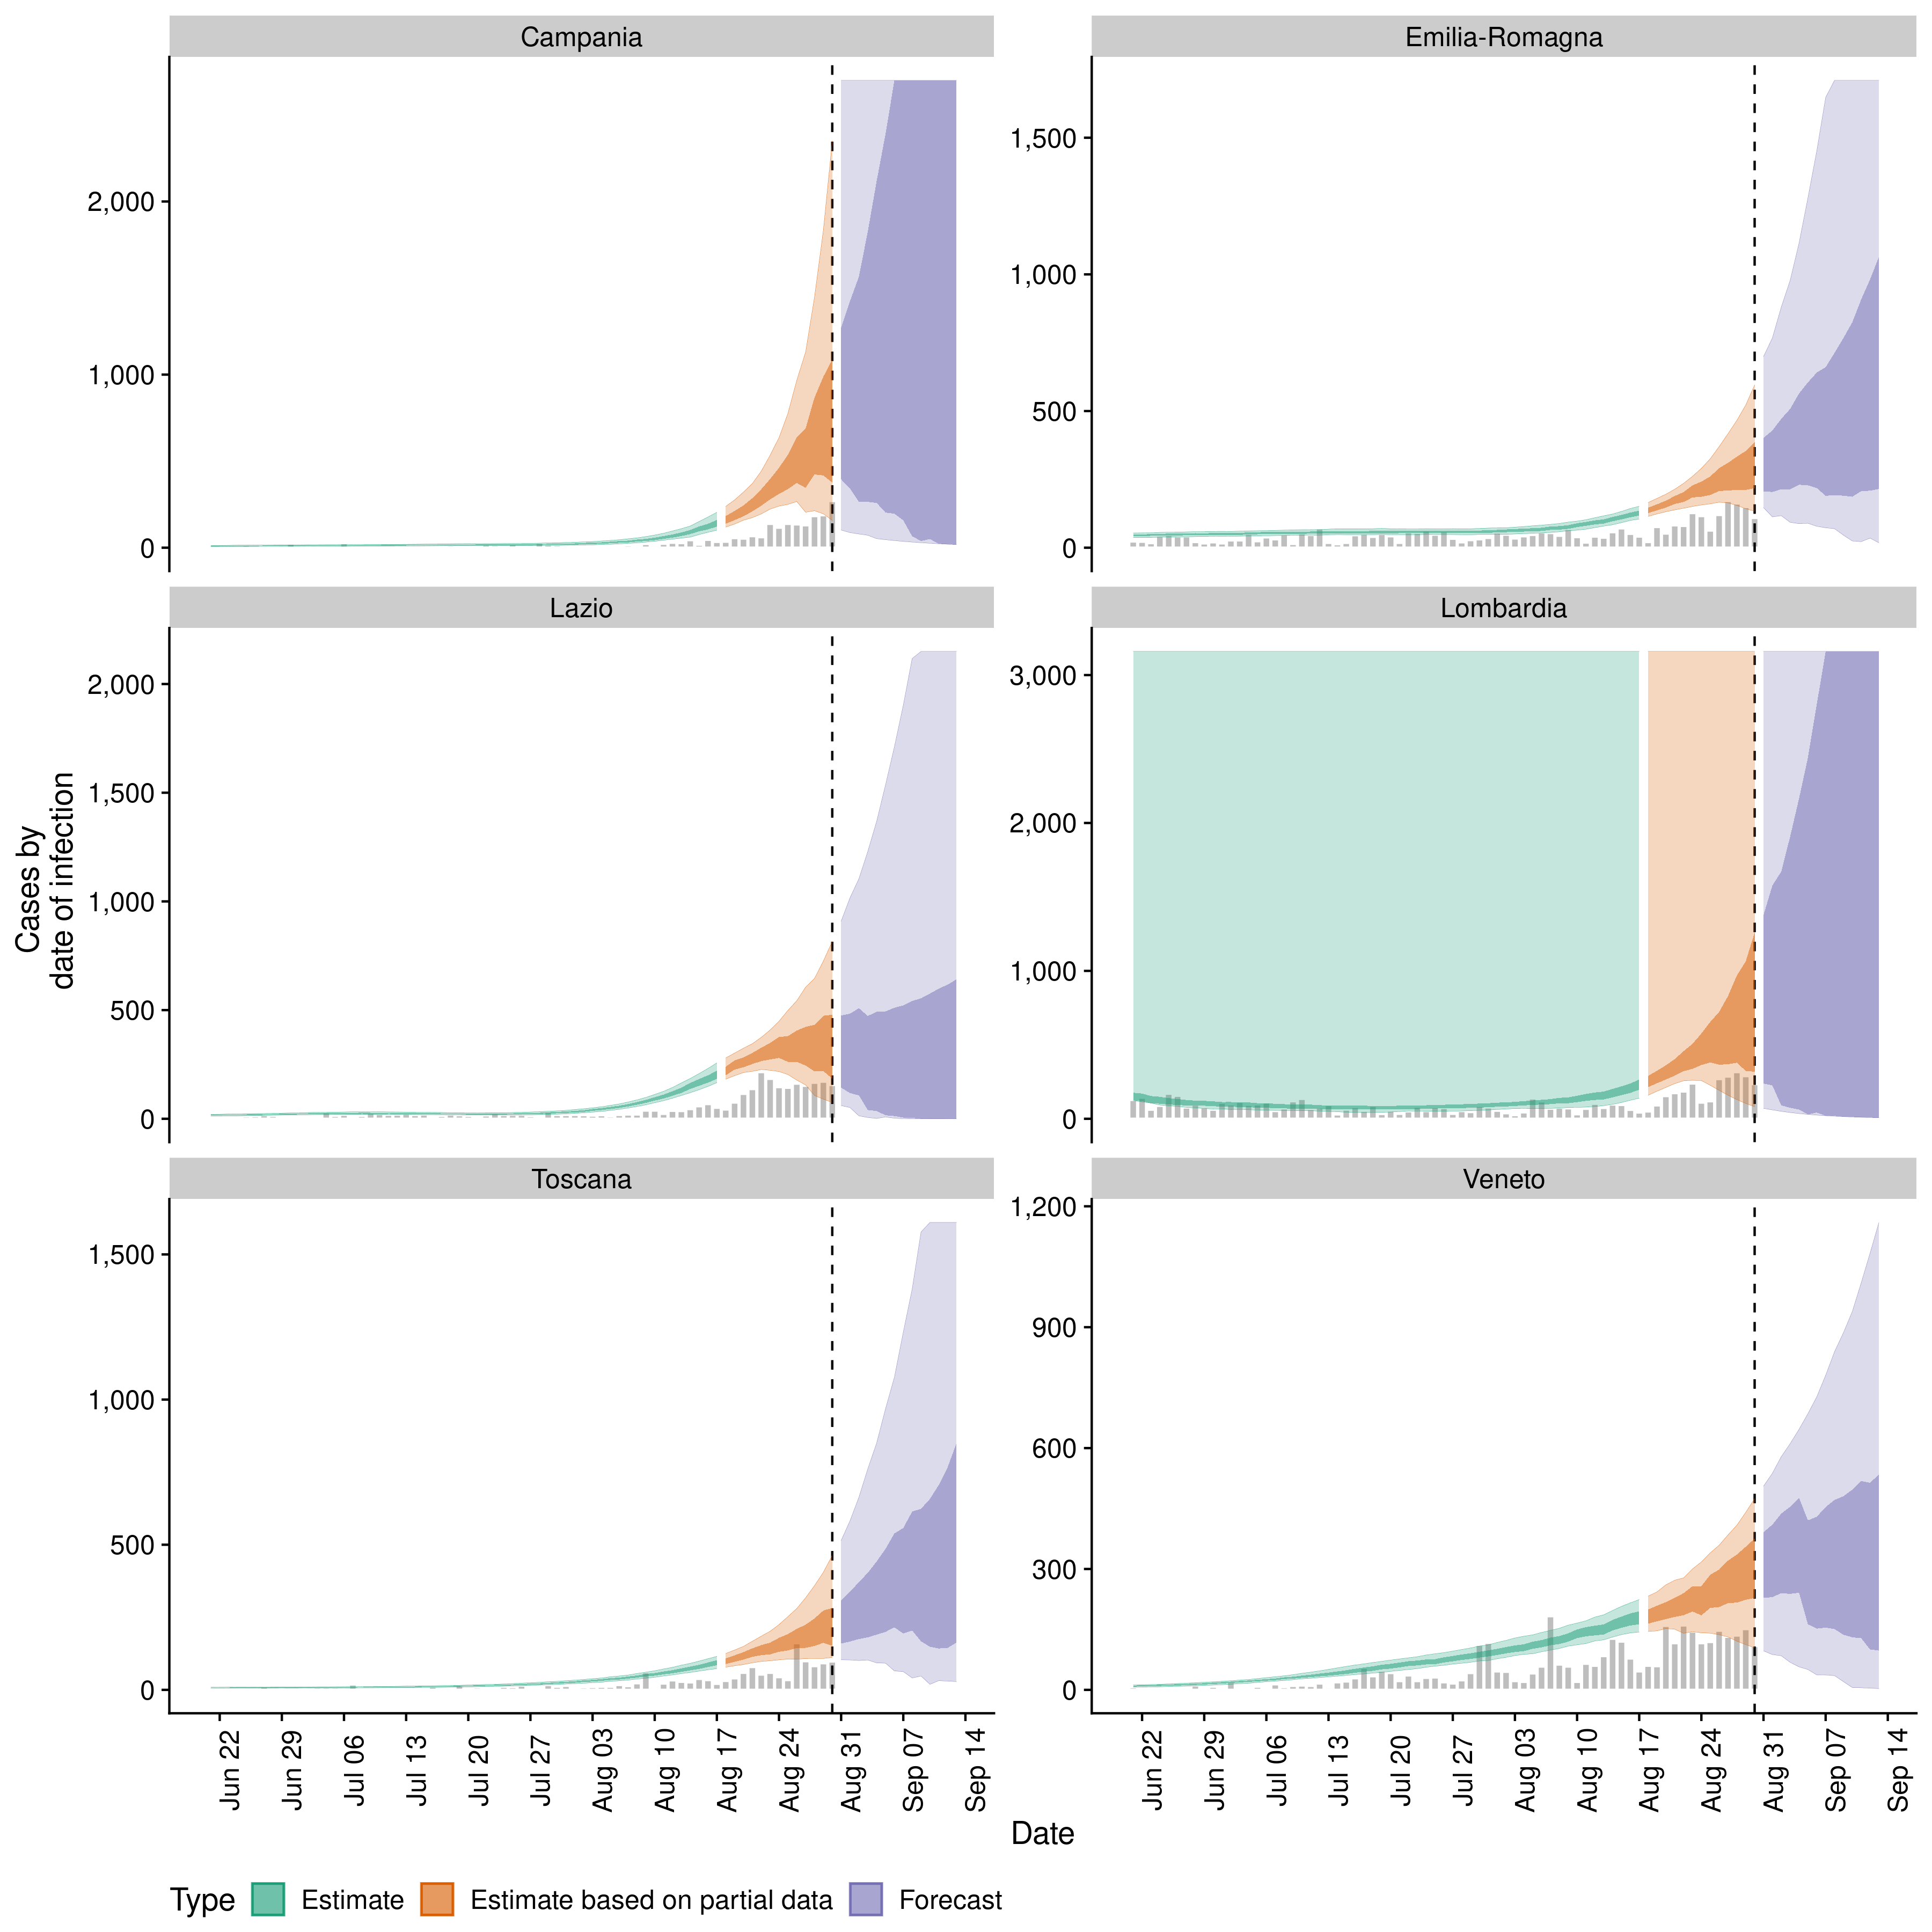 Campania
Emilia-Romagna
2,000
1,000
0
1,500
1,000
500
0
Lazio
Lombardia
2,000
1,500
1,000
500
0
3,000
2,000
1,000
0
Cases by
date of infection
Toscana
Veneto
1,500
1,000
500
0
1,200
900
600
300
0
Jun 22
Jun 29
Jul 06
Jul 13
Jul 20
Jul 27
Aug 03
Aug 10
Aug 17
Aug 24
Aug 31
Sep 07
Sep 14
Jun 22
Jun 29
Jul 06
Jul 13
Jul 20
Jul 27
Aug 03
Aug 10
Aug 17
Aug 24
Aug 31
Sep 07
Sep 14
Date
Type Estimate Estimate based on partial data Forecast